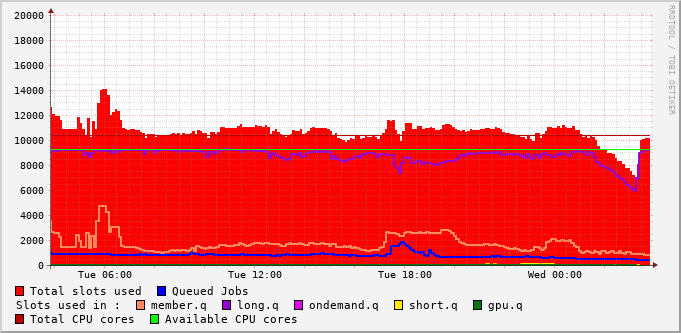 20000
18000
16000
14000
12000
10000
8000
6000
4000
2000
0
Tue 06:00 Tue 12:00 Tue 18:00 Wed 00:00
RRDTOOL / TOBI OETIKER
Total slots used Queued Jobs
Slots used in : member.q long.q ondemand.q short.q gpu.q
Total CPU cores Available CPU cores